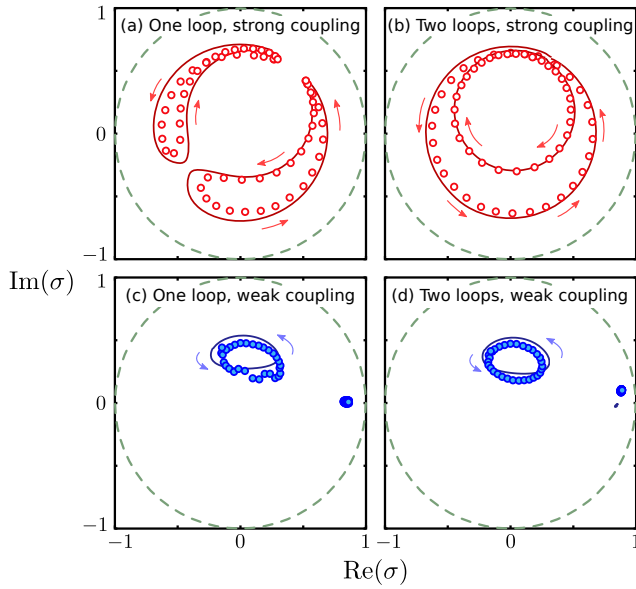 (a) One loop, strong coupling
(b) Two loops, strong coupling
1
0
−1
Im(σ)
(c) One loop, weak coupling
(d) Two loops, weak coupling
1
0
−1
−1 0 1
−1 0 1
Re(σ)